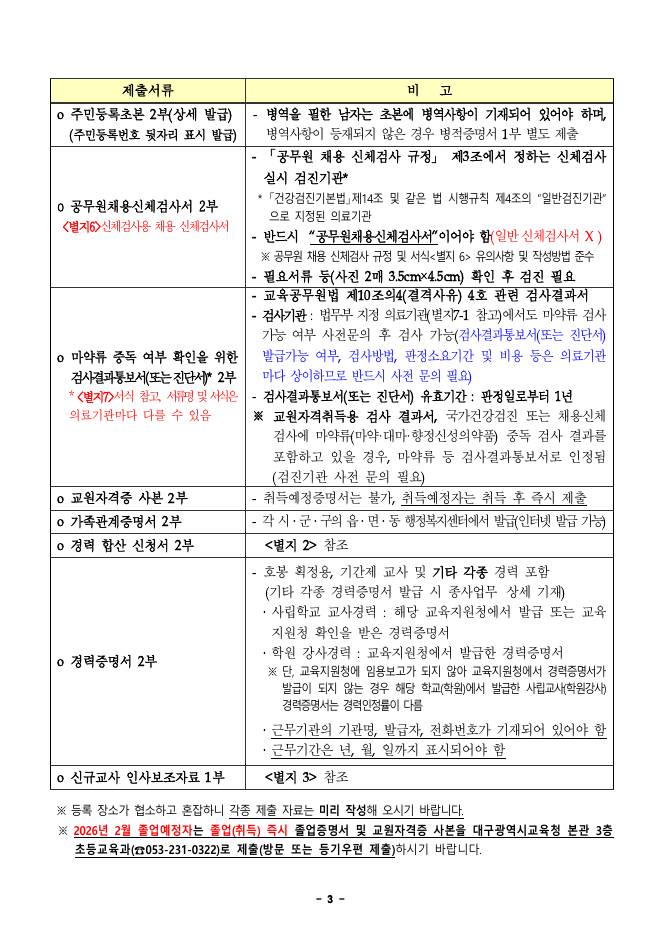 제출서류
비 고
o 주민등록초본 2부(상세 발급)
(주민등록번호 뒷자리 표시 발급)
- 병역을 필한 남자는 초본에 병역사항이 기재되어 있어야 하며,
병역사항이 등재되지 않은 경우 병적증명서 1부 별도 제출
o 공무원채용신체검사서 2부
<별지6>신체검사용 채용 신체검사서
- 「공무원 채용 신체검사 규정」 제3조에서 정하는 신체검사
실시 검진기관*
* 「건강검진기본법」제14조 및 같은 법 시행규칙 제4조의 "일반검진기관"
으로 지정된 의료기관
- 반드시 “공무원채용신체검사서”이어야 함(일반 신체검사서 X )
※ 공무원 채용 신체검사 규정 및 서식<별지 6> 유의사항 및 작성방법 준수
- 필요서류 등(사진 2매 3.5cm×4.5cm) 확인 후 검진 필요
o 마약류 중독 여부 확인을 위한
검사결과통보서(또는 진단서)* 2부
* <별지7>서식 참고, 서류명 및 서식은
의료기관마다 다를 수 있음
- 교육공무원법 제10조의4(결격사유) 4호 관련 검사결과서
- 검사기관 : 법무부 지정 의료기관(별지7-1 참고)에서도 마약류 검사
가능 여부 사전문의 후 검사 가능(검사결과통보서(또는 진단서)
발급가능 여부, 검사방법, 판정소요기간 및 비용 등은 의료기관
마다 상이하므로 반드시 사전 문의 필요)
- 검사결과통보서(또는 진단서) 유효기간 : 판정일로부터 1년
※ 교원자격취득용 검사 결과서, 국가건강검진 또는 채용신체
검사에 마약류(마약·대마·향정신성의약품) 중독 검사 결과를
포함하고 있을 경우, 마약류 등 검사결과통보서로 인정됨
(검진기관 사전 문의 필요)
o 교원자격증 사본 2부
- 취득예정증명서는 불가, 취득예정자는 취득 후 즉시 제출
o 가족관계증명서 2부
- 각 시·군·구의 읍·면·동 행정복지센터에서 발급(인터넷 발급 가능)
o 경력 합산 신청서 2부
<별지 2> 참조
o 경력증명서 2부
- 호봉 획정용, 기간제 교사 및 기타 각종 경력 포함
(기타 각종 경력증명서 발급 시 종사업무 상세 기재)
· 사립학교 교사경력 : 해당 교육지원청에서 발급 또는 교육
지원청 확인을 받은 경력증명서
· 학원 강사경력 : 교육지원청에서 발급한 경력증명서
※ 단, 교육지원청에 임용보고가 되지 않아 교육지원청에서 경력증명서가
발급이 되지 않는 경우 해당 학교(학원)에서 발급한 사립교사(학원강사)
경력증명서는 경력인정률이 다름
· 근무기관의 기관명, 발급자, 전화번호가 기재되어 있어야 함
· 근무기간은 년, 월, 일까지 표시되어야 함
o 신규교사 인사보조자료 1부
<별지 3> 참조
※ 등록 장소가 협소하고 혼잡하니 각종 제출 자료는 미리 작성해 오시기 바랍니다.
※ 2026년 2월 졸업예정자는 졸업(취득) 즉시 졸업증명서 및 교원자격증 사본을 대구광역시교육청 본관 3층
초등교육과(☎053-231-0322)로 제출(방문 또는 등기우편 제출)하시기 바랍니다.
- 3 -